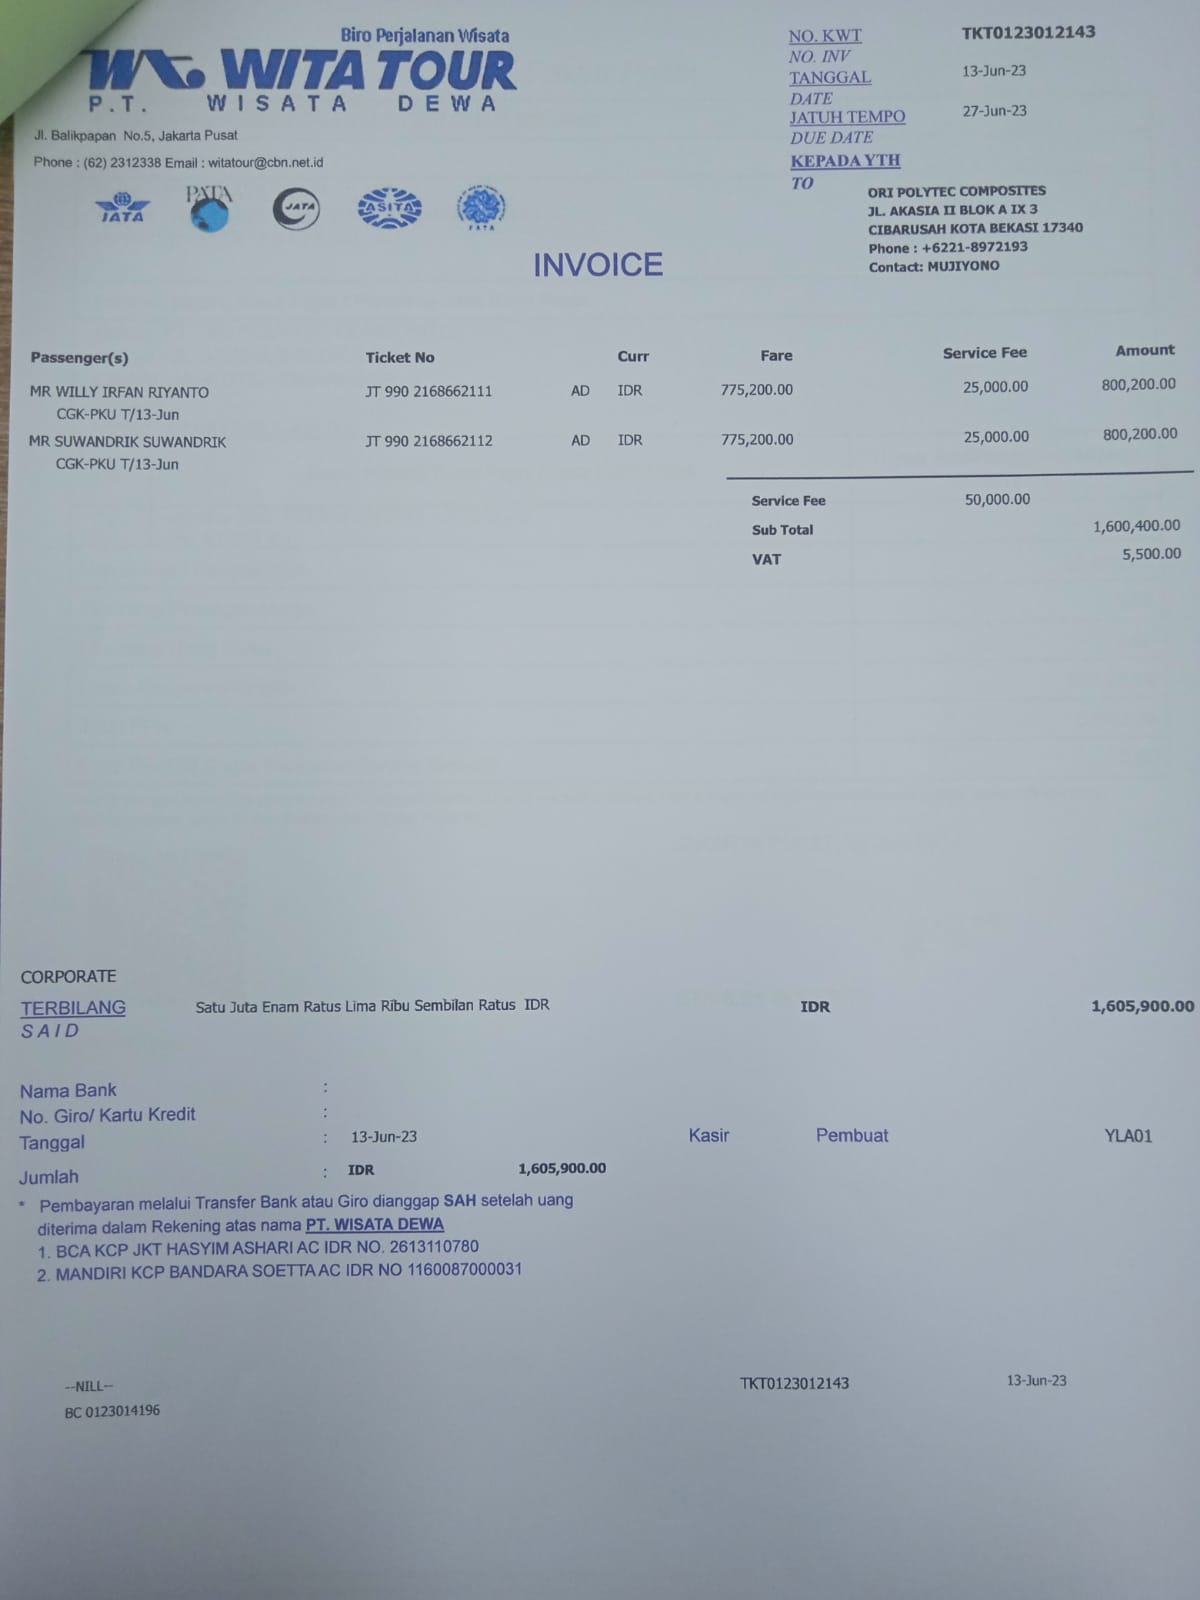 Biro Perjalanan Wisata
WITA TOUR
P.T. WISATA DEWA
Jl. Balikpapan No.5, Jakarta Pusat
Phone : (62) 2312338 Email : witatour@cbn.net.id
IATA PATA JATA ASITA
NO. KWT TKT0123012143
NO. INV
TANGGAL 13-Jun-23
DATE
JATUH TEMPO 27-Jun-23
DUE DATE
KEPADA YTH
TO
ORI POLYTEC COMPOSITES
JL. AKASIA II BLOK A IX 3
CIBARUSAH KOTA BEKASI 17340
Phone : +6221-8972193
Contact: MUJIYONO
INVOICE
Passenger(s) Ticket No Curr Fare Service Fee Amount
MR WILLY IRFAN RIYANTO JT 990 2168662111 AD IDR 775,200.00 25,000.00 800,200.00
CGK-PKU T/13-Jun
MR SUWANDRIK SUWANDRIK JT 990 2168662112 AD IDR 775,200.00 25,000.00 800,200.00
CGK-PKU T/13-Jun
Service Fee 50,000.00
Sub Total 1,600,400.00
VAT 5,500.00
CORPORATE
TERBILANG Satu Juta Enam Ratus Lima Ribu Sembilan Ratus IDR IDR 1,605,900.00
SAID
Nama Bank :
No. Giro/ Kartu Kredit :
Tanggal : 13-Jun-23 Kasir Pembuat YLA01
Jumlah : IDR 1,605,900.00
* Pembayaran melalui Transfer Bank atau Giro dianggap SAH setelah uang
diterima dalam Rekening atas nama PT. WISATA DEWA
1. BCA KCP JKT HASYIM ASHARI AC IDR NO. 2613110780
2. MANDIRI KCP BANDARA SOETTA AC IDR NO 1160087000031
--NILL-- TKT0123012143 13-Jun-23
BC 0123014196